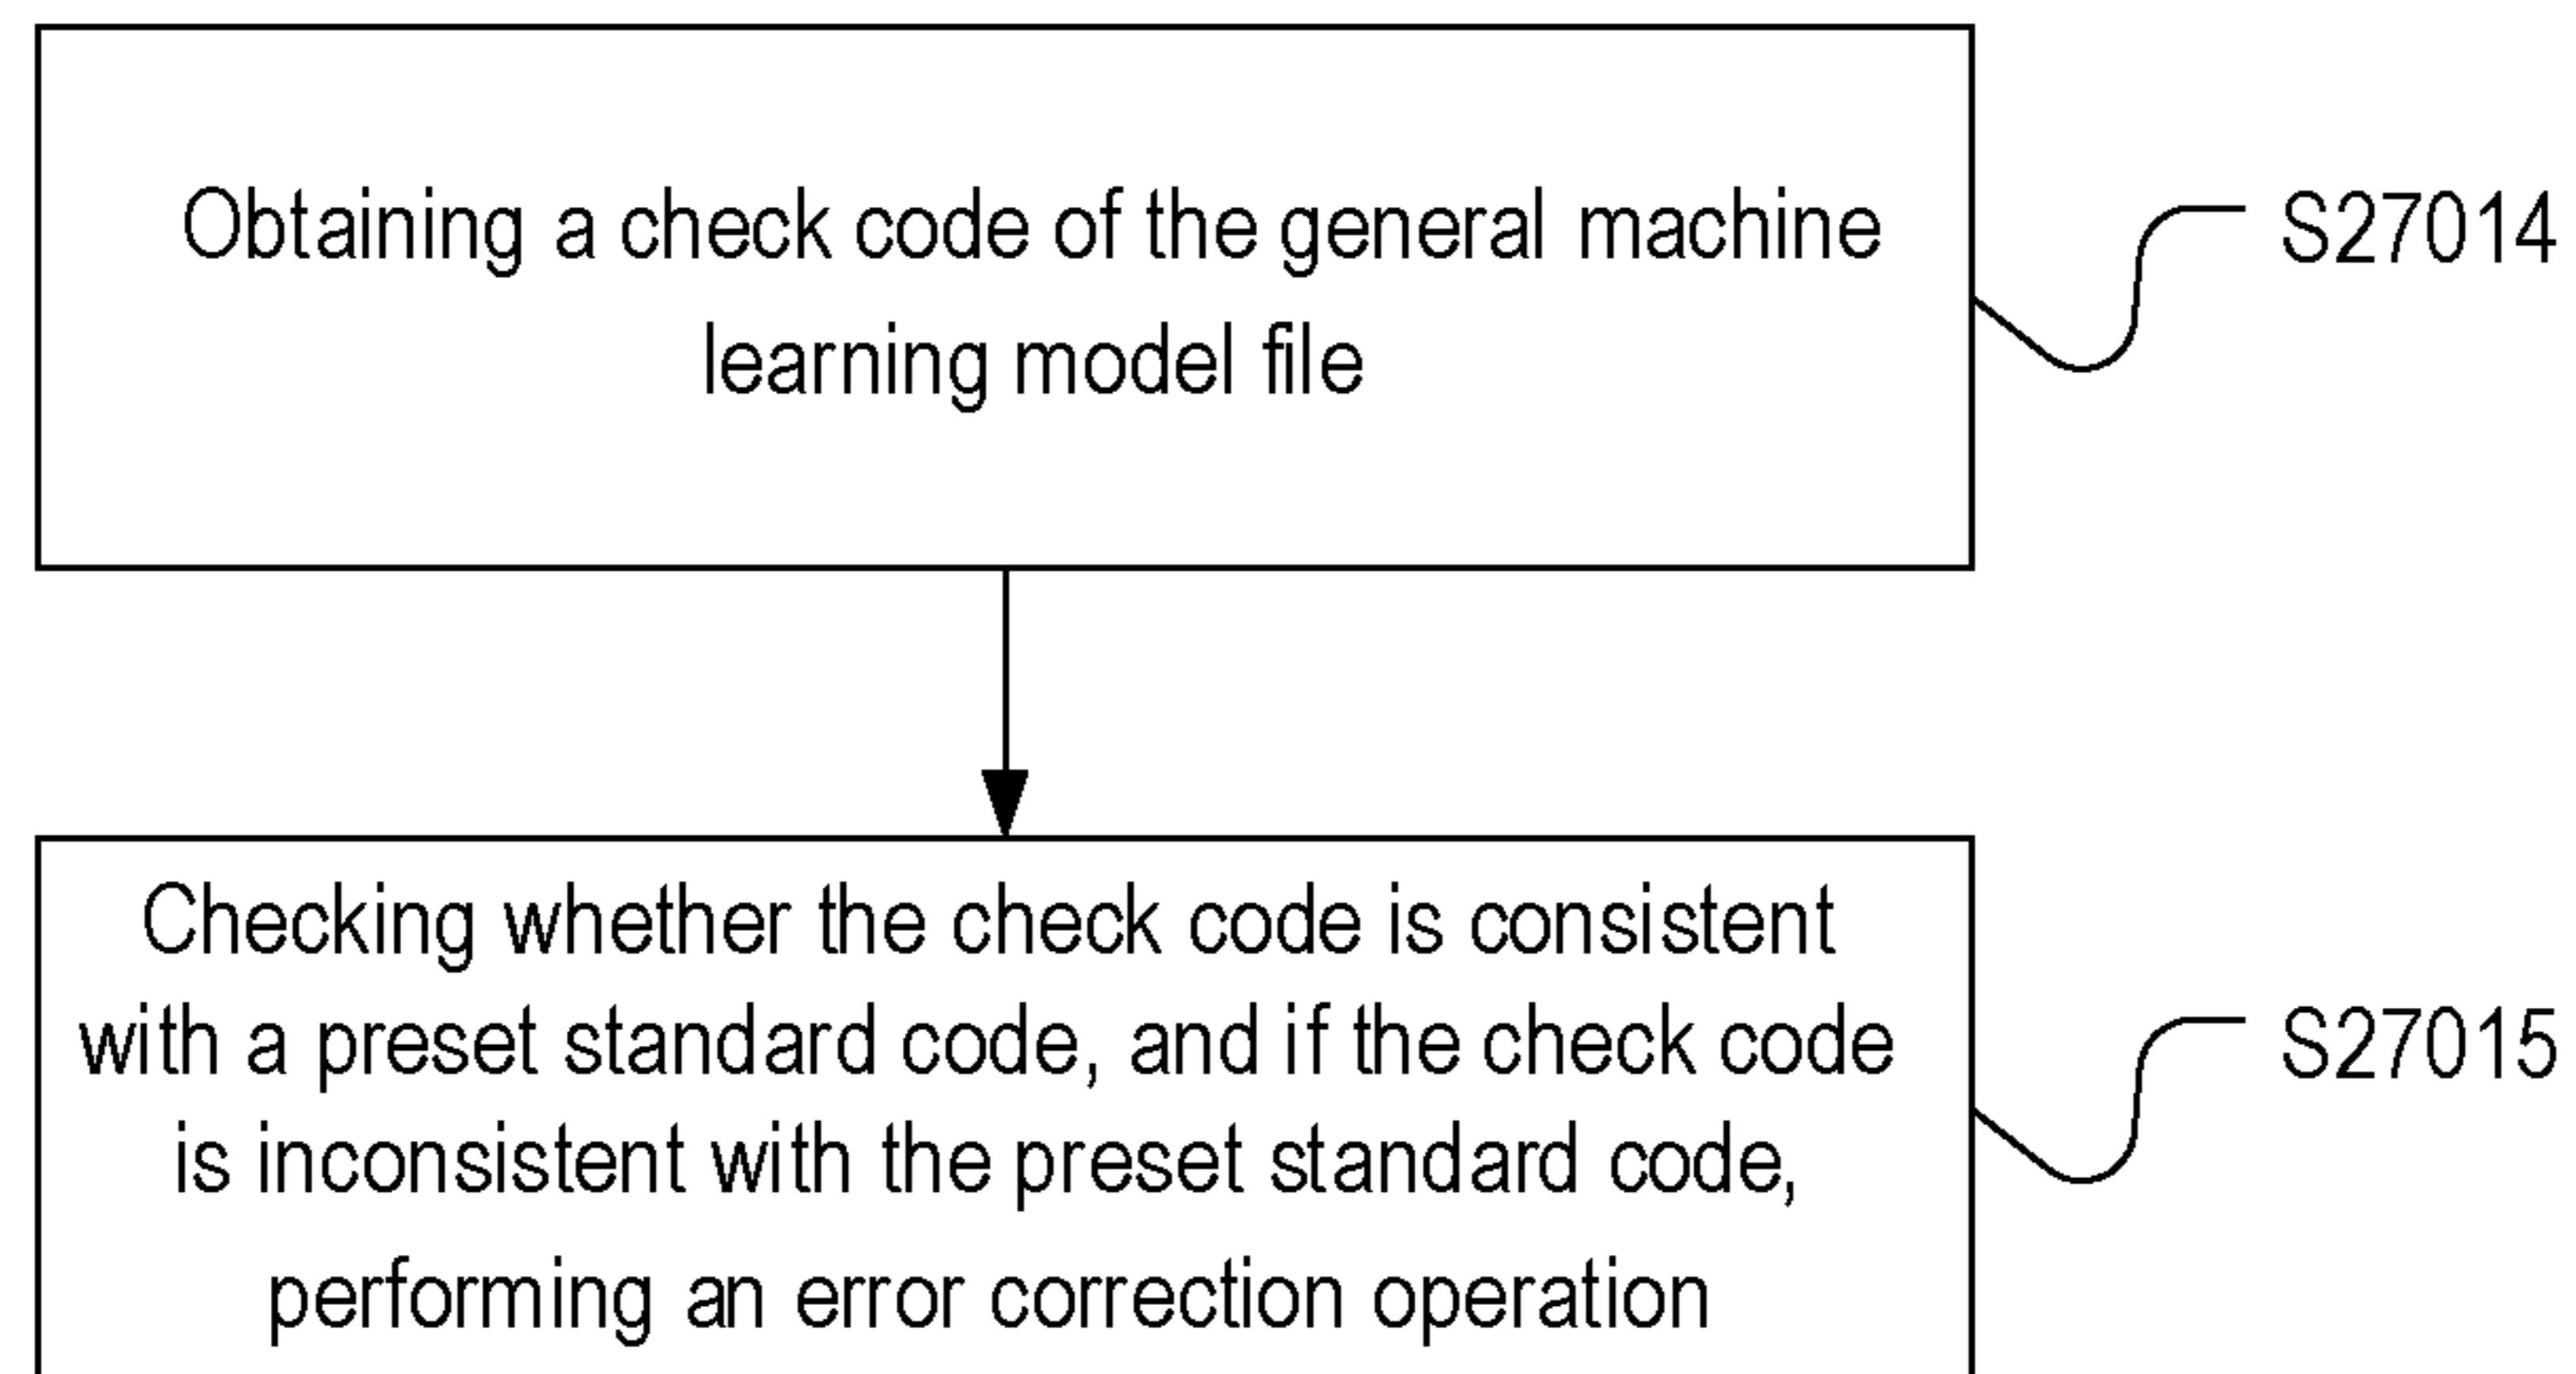 Obtaining a check code of the general machine
learning model file
S27014
Checking whether the check code is consistent
with a preset standard code, and if the check code
is inconsistent with the preset standard code,
performing an error correction operation
S27015